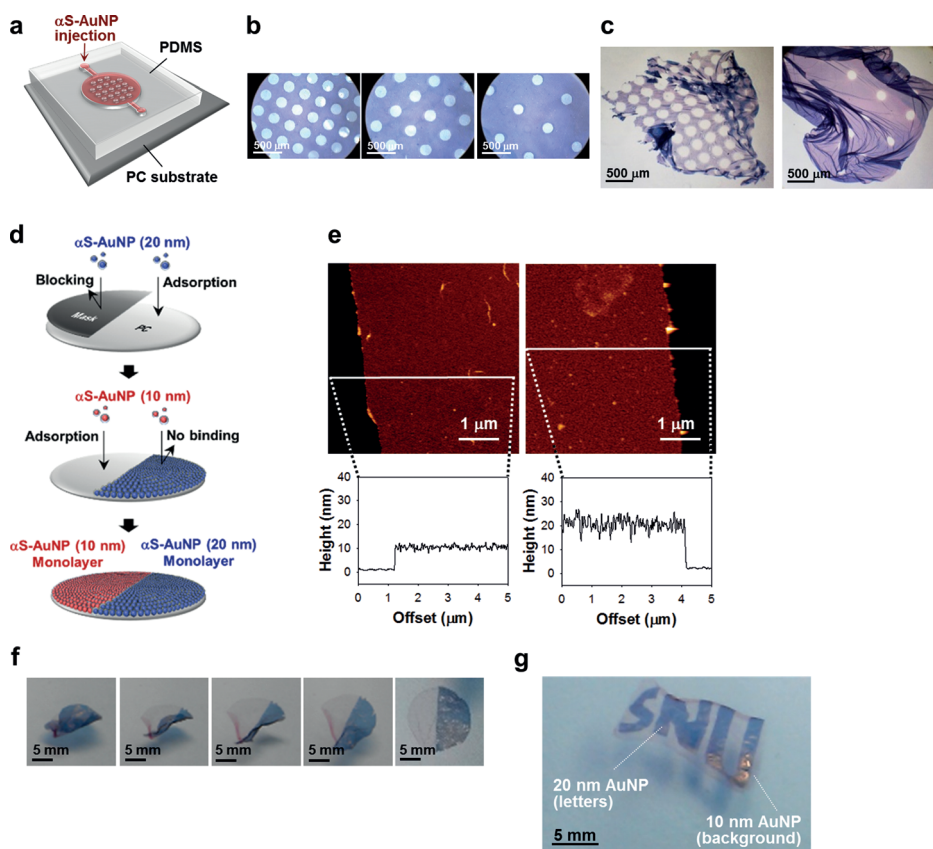 a
αS-AuNP
injection
PDMS
PC substrate
b
500 μm
500 μm
500 μm
c
500 μm
500 μm
d
αS-AuNP (20 nm)
Blocking
Adsorption
Mask
PC
αS-AuNP (10 nm)
Adsorption
No binding
αS-AuNP (10 nm)
Monolayer
αS-AuNP (20 nm)
Monolayer
e
1 μm
1 μm
Height (nm)
40
30
20
10
0
0 1 2 3 4 5
Offset (μm)
Height (nm)
40
30
20
10
0
0 1 2 3 4 5
Offset (μm)
f
5 mm
5 mm
5 mm
5 mm
5 mm
g
SNU
20 nm AuNP
(letters)
10 nm AuNP
(background)
5 mm